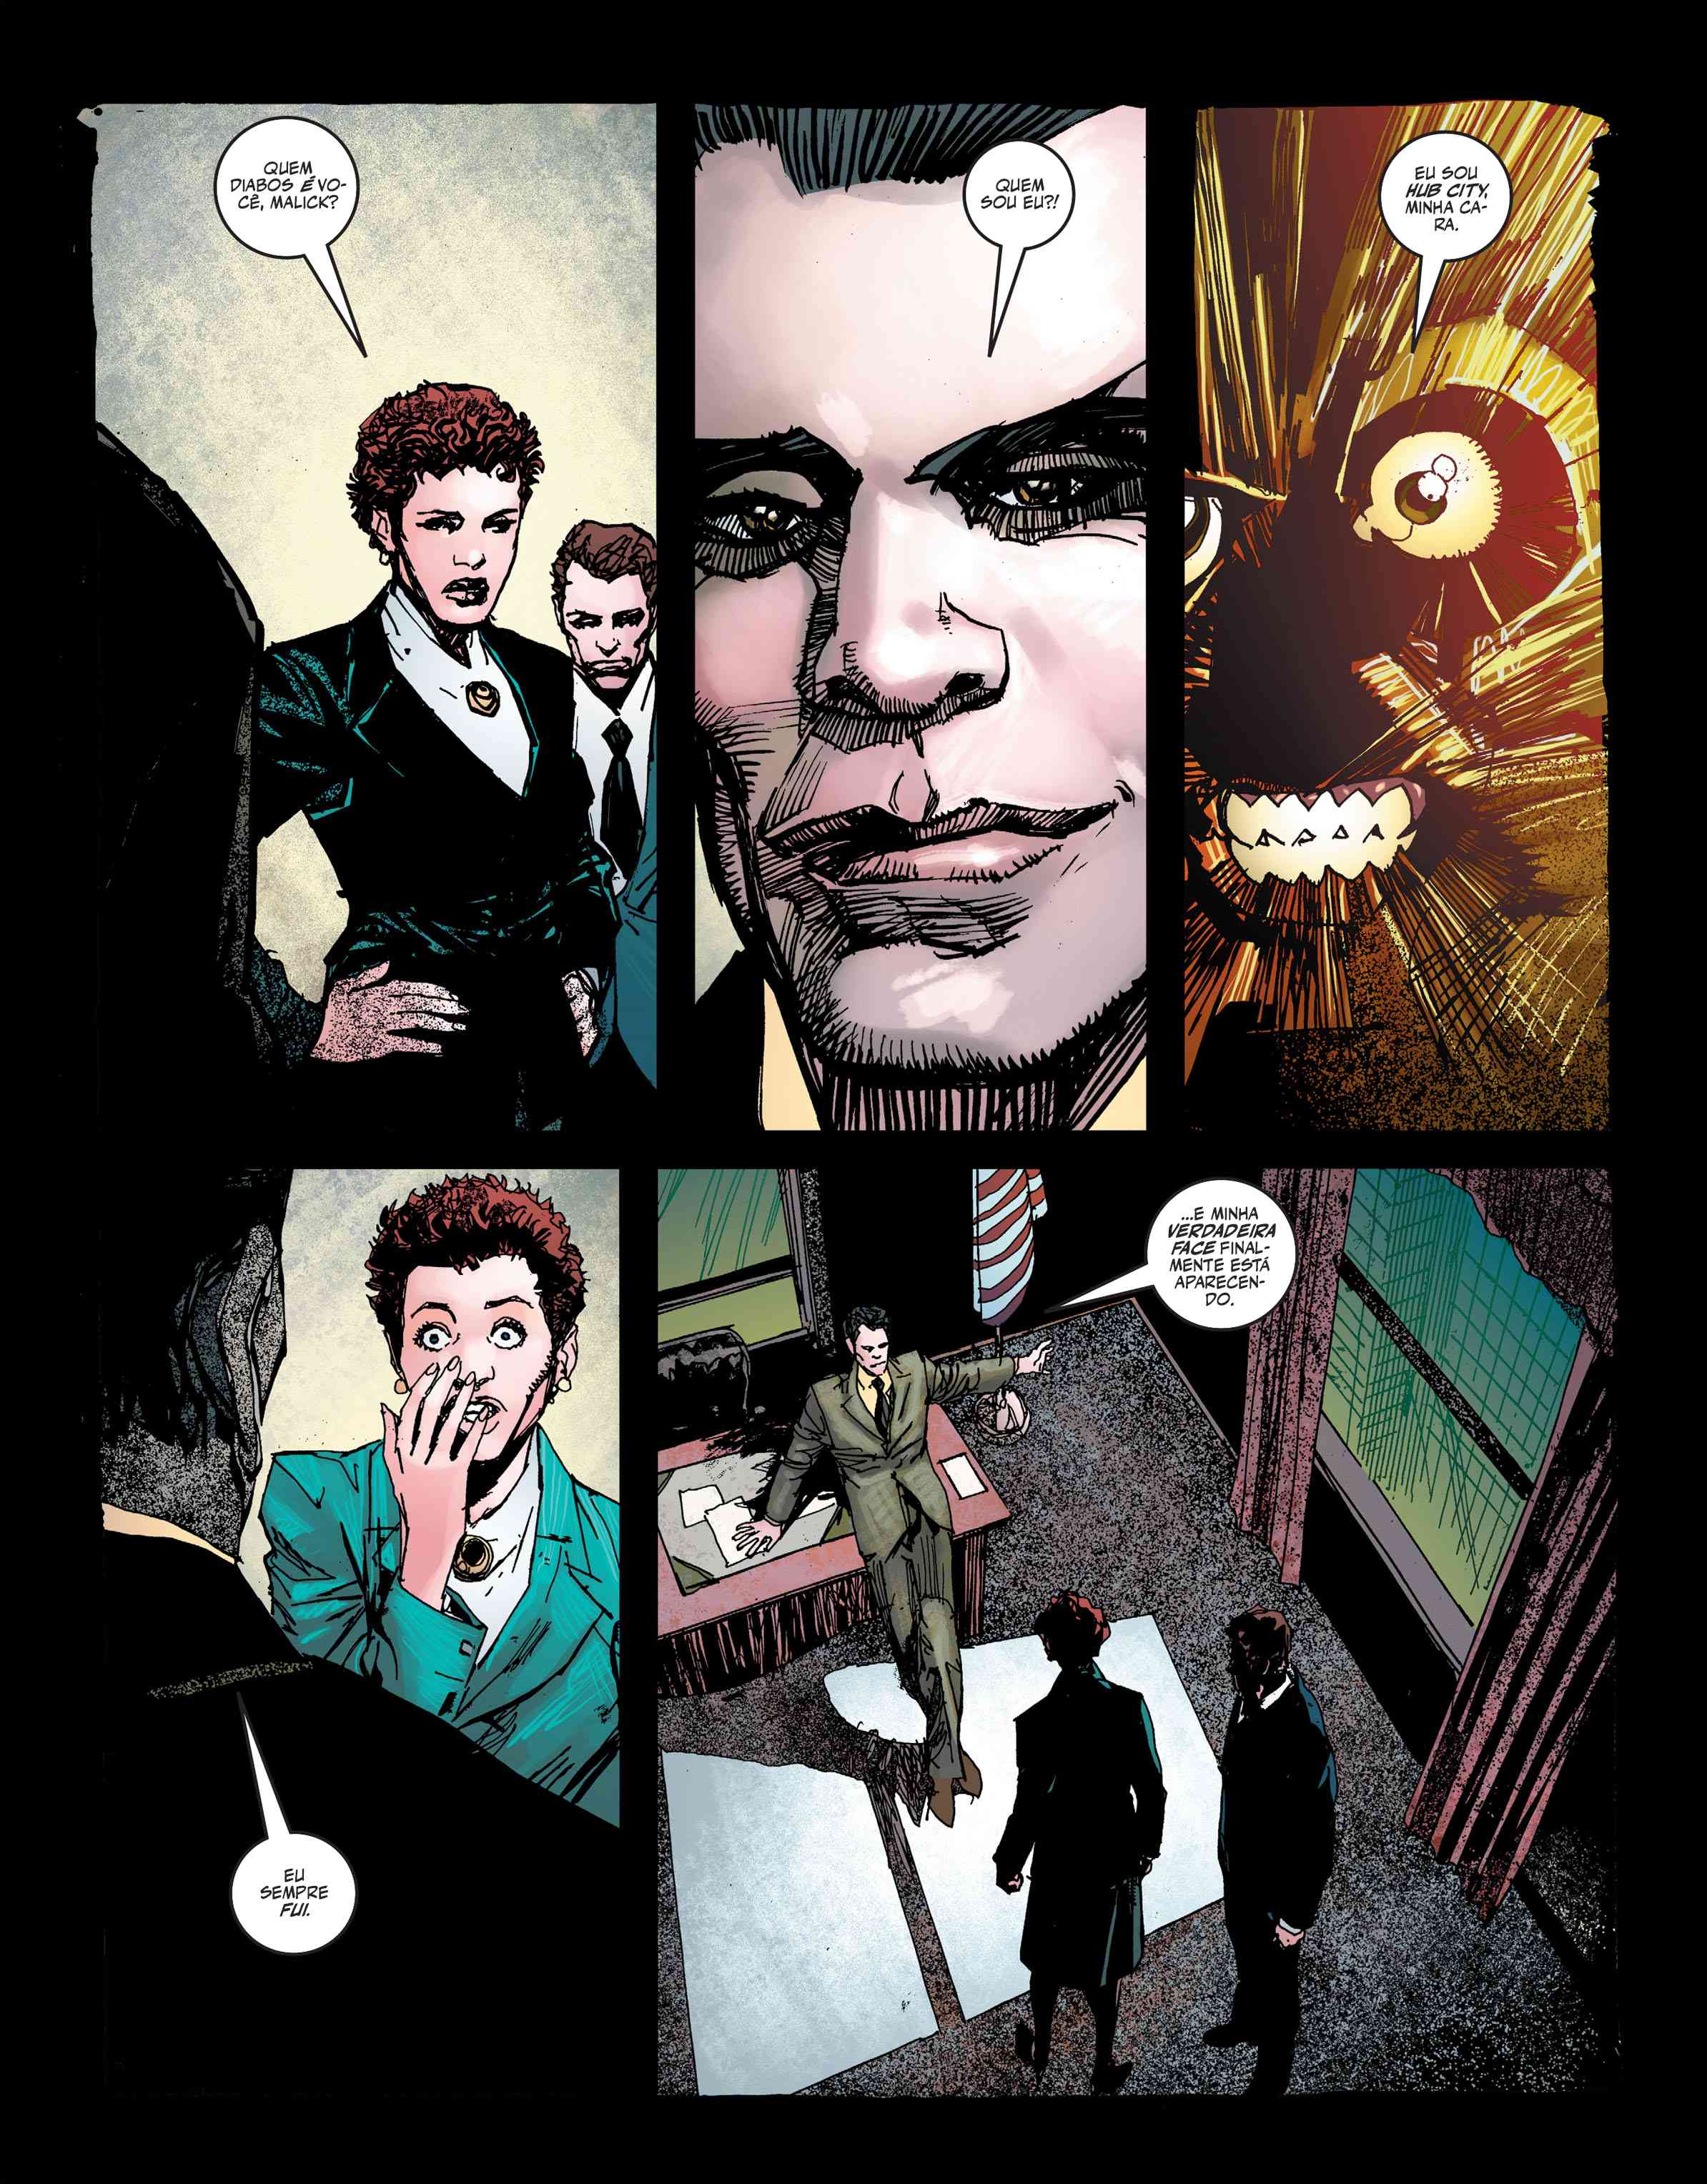 QUEM
DIABOS É VO-
CÊ, MALICK?
QUEM
SOU EU?!
EU SOU
HUB CITY,
MINHA CA-
RA.
EU
SEMPRE
FUI.
...E MINHA
VERDADEIRA
FACE FINAL-
MENTE ESTÁ
APARECEN-
DO.